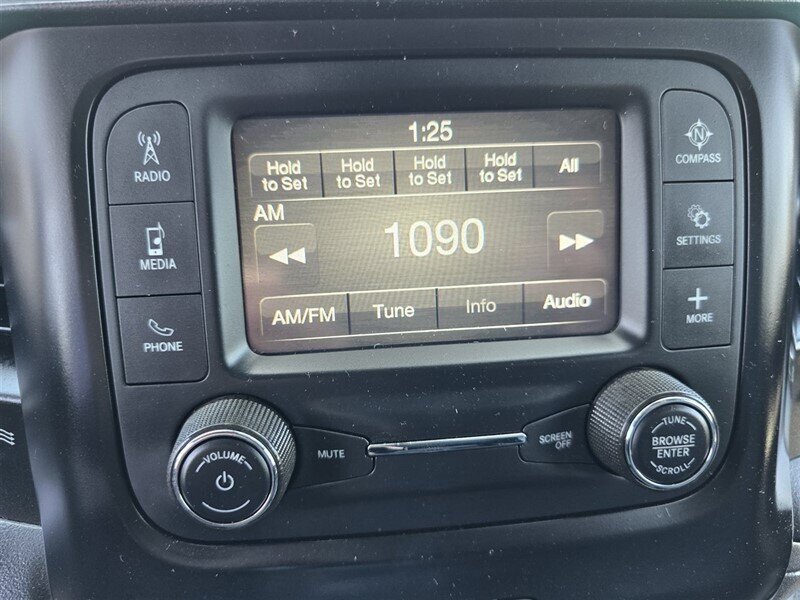 1:25
Hold to Set
Hold to Set
Hold to Set
Hold to Set
All
AM
1090
AM/FM
Tune
Info
Audio
RADIO
MEDIA
PHONE
N
COMPASS
SETTINGS
MORE
VOLUME
MUTE
SCREEN
OFF
TUNE
BROWSE
ENTER
SCROLL